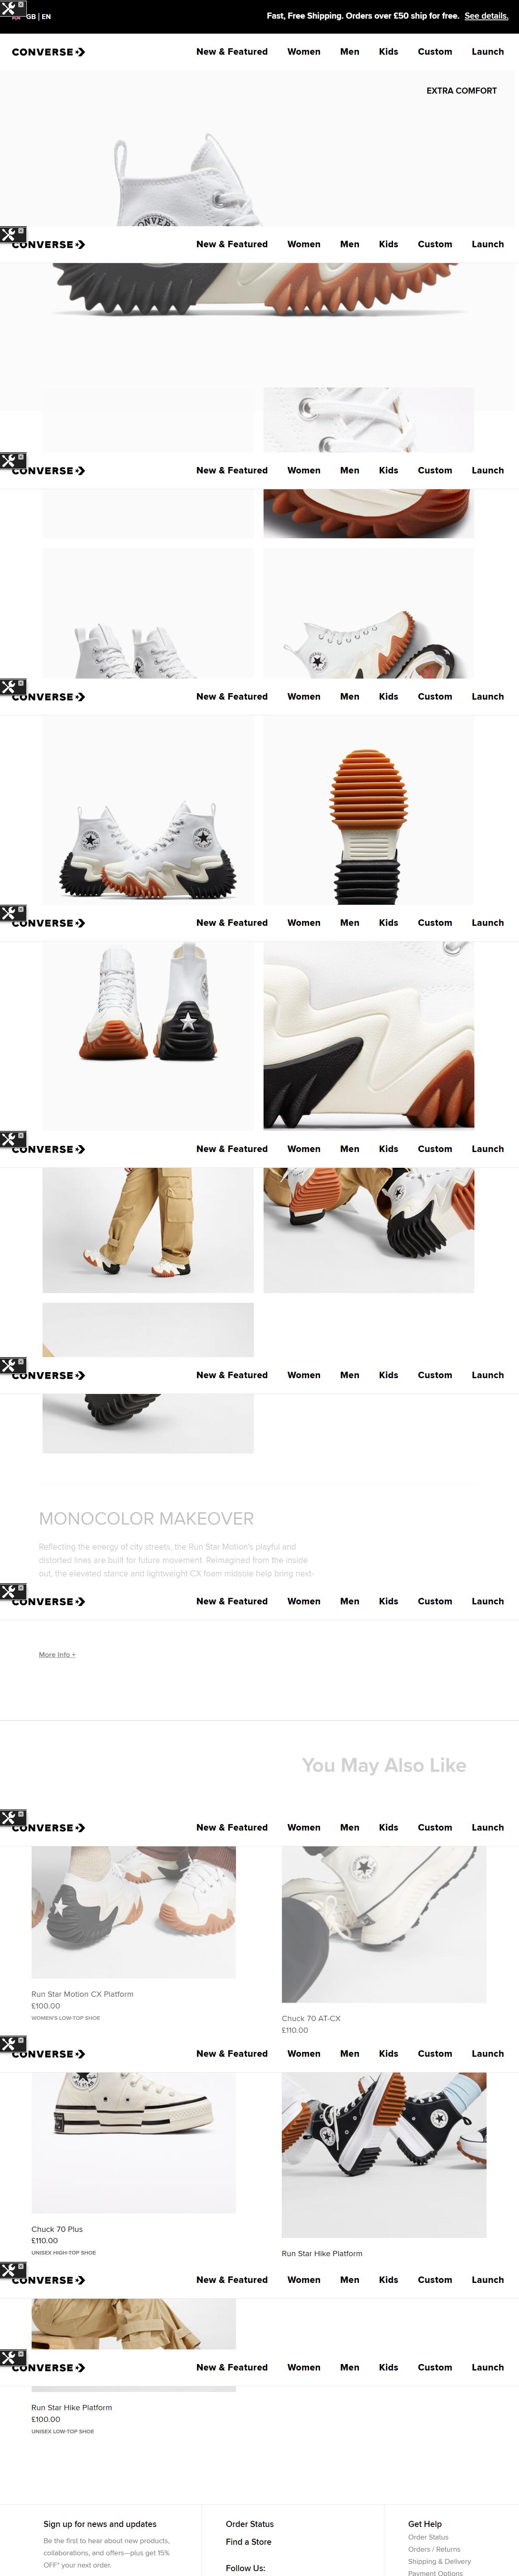 GB | EN
Fast, Free Shipping. Orders over £50 ship for free. See details.
CONVERSE
New & Featured Women Men Kids Custom Launch
EXTRA COMFORT
CONVERSE
New & Featured Women Men Kids Custom Launch
CONVERSE
New & Featured Women Men Kids Custom Launch
CONVERSE
New & Featured Women Men Kids Custom Launch
CONVERSE
New & Featured Women Men Kids Custom Launch
CONVERSE
New & Featured Women Men Kids Custom Launch
CONVERSE
New & Featured Women Men Kids Custom Launch
MONOCOLOR MAKEOVER
Reflecting the energy of city streets, the Run Star Motion's playful and
distorted lines are built for future movement. Reimagined from the inside
out, the elevated stance and lightweight CX foam midsole help bring next-
CONVERSE
New & Featured Women Men Kids Custom Launch
More Info +
You May Also Like
CONVERSE
New & Featured Women Men Kids Custom Launch
Run Star Motion CX Platform
£100.00
WOMEN'S LOW-TOP SHOE
Chuck 70 AT-CX
£110.00
CONVERSE
New & Featured Women Men Kids Custom Launch
Chuck 70 Plus
£110.00
UNISEX HIGH-TOP SHOE
Run Star Hike Platform
CONVERSE
New & Featured Women Men Kids Custom Launch
CONVERSE
New & Featured Women Men Kids Custom Launch
Run Star Hike Platform
£100.00
UNISEX LOW-TOP SHOE
Sign up for news and updates
Be the first to hear about new products,
collaborations, and offers—plus get 15%
OFF* your next order.
Order Status
Find a Store
Follow Us:
Get Help
Order Status
Orders / Returns
Shipping & Delivery
Payment Options